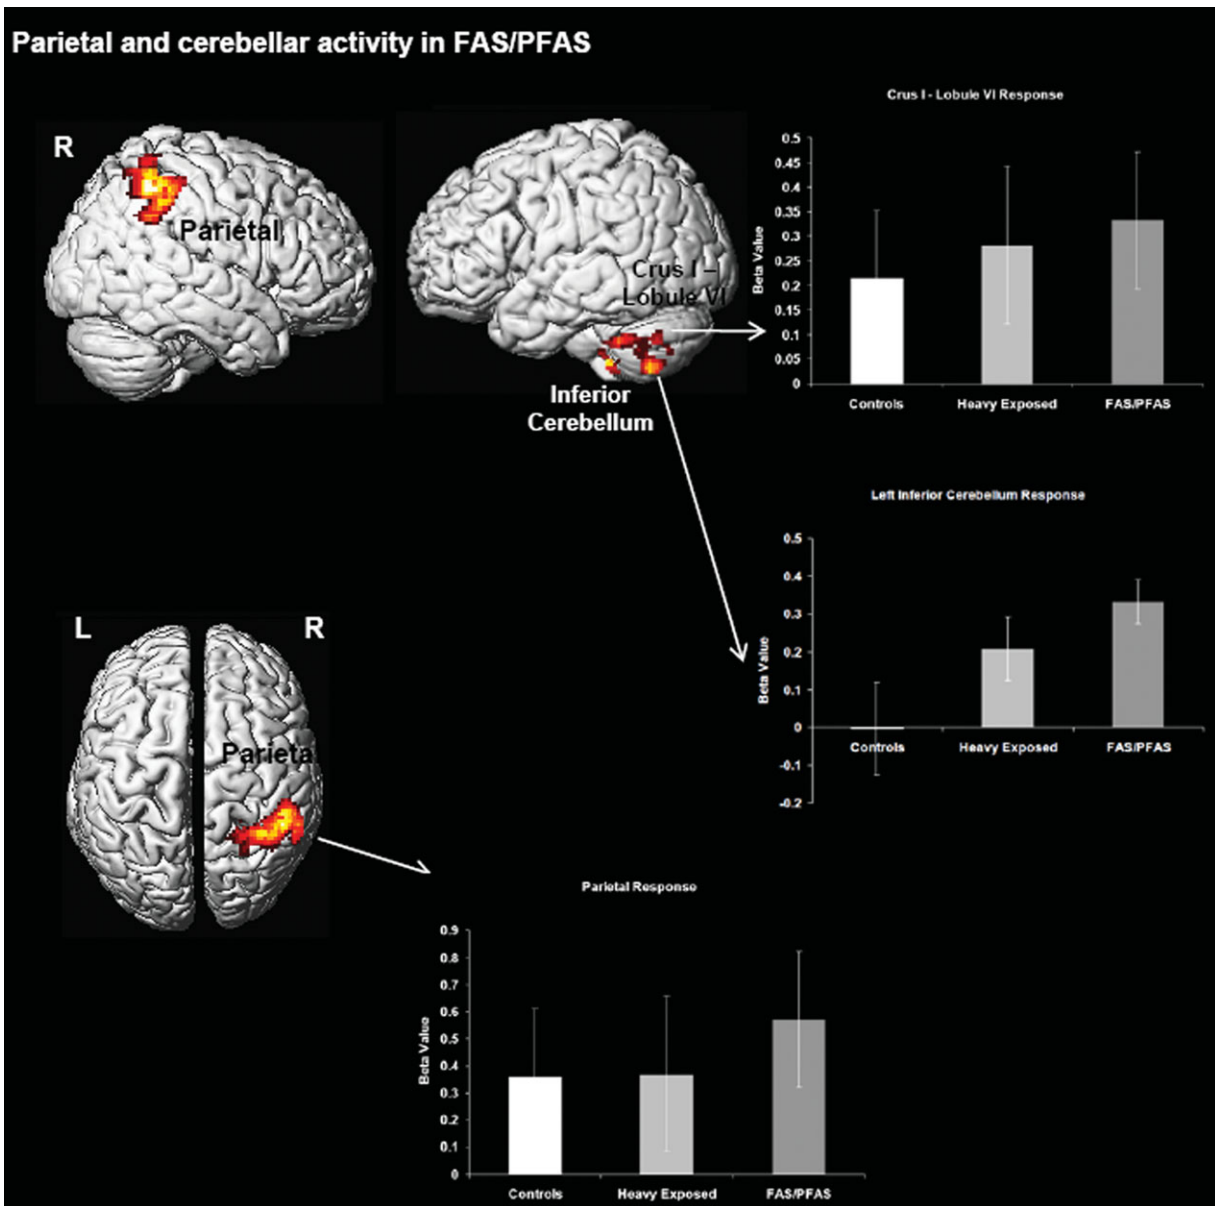 Parietal and cerebellar activity in FAS/PFAS
R
Parietal
Crus I –
Lobule VI
Inferior
Cerebellum
Crus I - Lobule VI Response
Beta Value
0.5
0.45
0.4
0.35
0.3
0.25
0.2
0.15
0.1
0.05
0
Controls Heavy Exposed FAS/PFAS
Left Inferior Cerebellum Response
Beta Value
0.5
0.4
0.3
0.2
0.1
0
-0.1
-0.2
Controls Heavy Exposed FAS/PFAS
L R
Parieta
Parietal Response
Beta Value
0.9
0.8
0.7
0.6
0.5
0.4
0.3
0.2
0.1
0
Controls Heavy Exposed FAS/PFAS